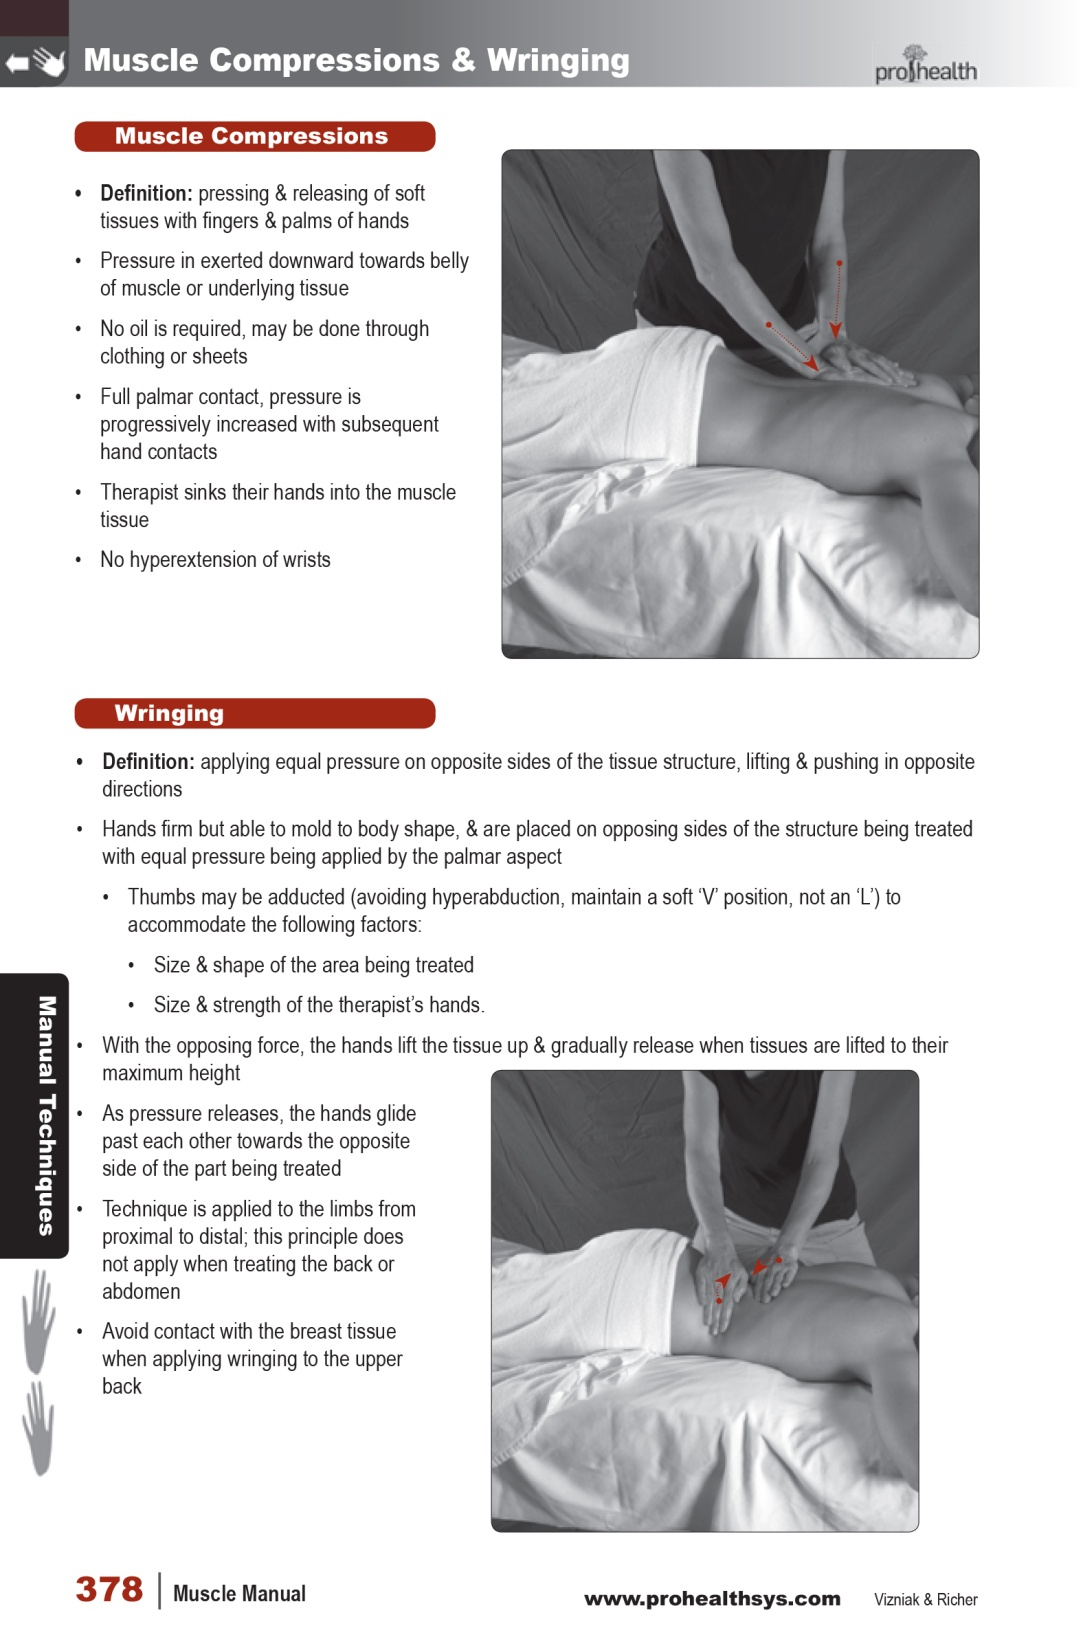 Muscle Compressions & Wringing
prohealth
Muscle Compressions
• Definition: pressing & releasing of soft
tissues with fingers & palms of hands
• Pressure in exerted downward towards belly
of muscle or underlying tissue
• No oil is required, may be done through
clothing or sheets
• Full palmar contact, pressure is
progressively increased with subsequent
hand contacts
• Therapist sinks their hands into the muscle
tissue
• No hyperextension of wrists
Wringing
• Definition: applying equal pressure on opposite sides of the tissue structure, lifting & pushing in opposite
directions
• Hands firm but able to mold to body shape, & are placed on opposing sides of the structure being treated
with equal pressure being applied by the palmar aspect
• Thumbs may be adducted (avoiding hyperabduction, maintain a soft ‘V’ position, not an ‘L’) to
accommodate the following factors:
• Size & shape of the area being treated
• Size & strength of the therapist’s hands.
• With the opposing force, the hands lift the tissue up & gradually release when tissues are lifted to their
maximum height
• As pressure releases, the hands glide
past each other towards the opposite
side of the part being treated
• Technique is applied to the limbs from
proximal to distal; this principle does
not apply when treating the back or
abdomen
• Avoid contact with the breast tissue
when applying wringing to the upper
back
Manual Techniques
378 | Muscle Manual
www.prohealthsys.com Vizniak & Richer